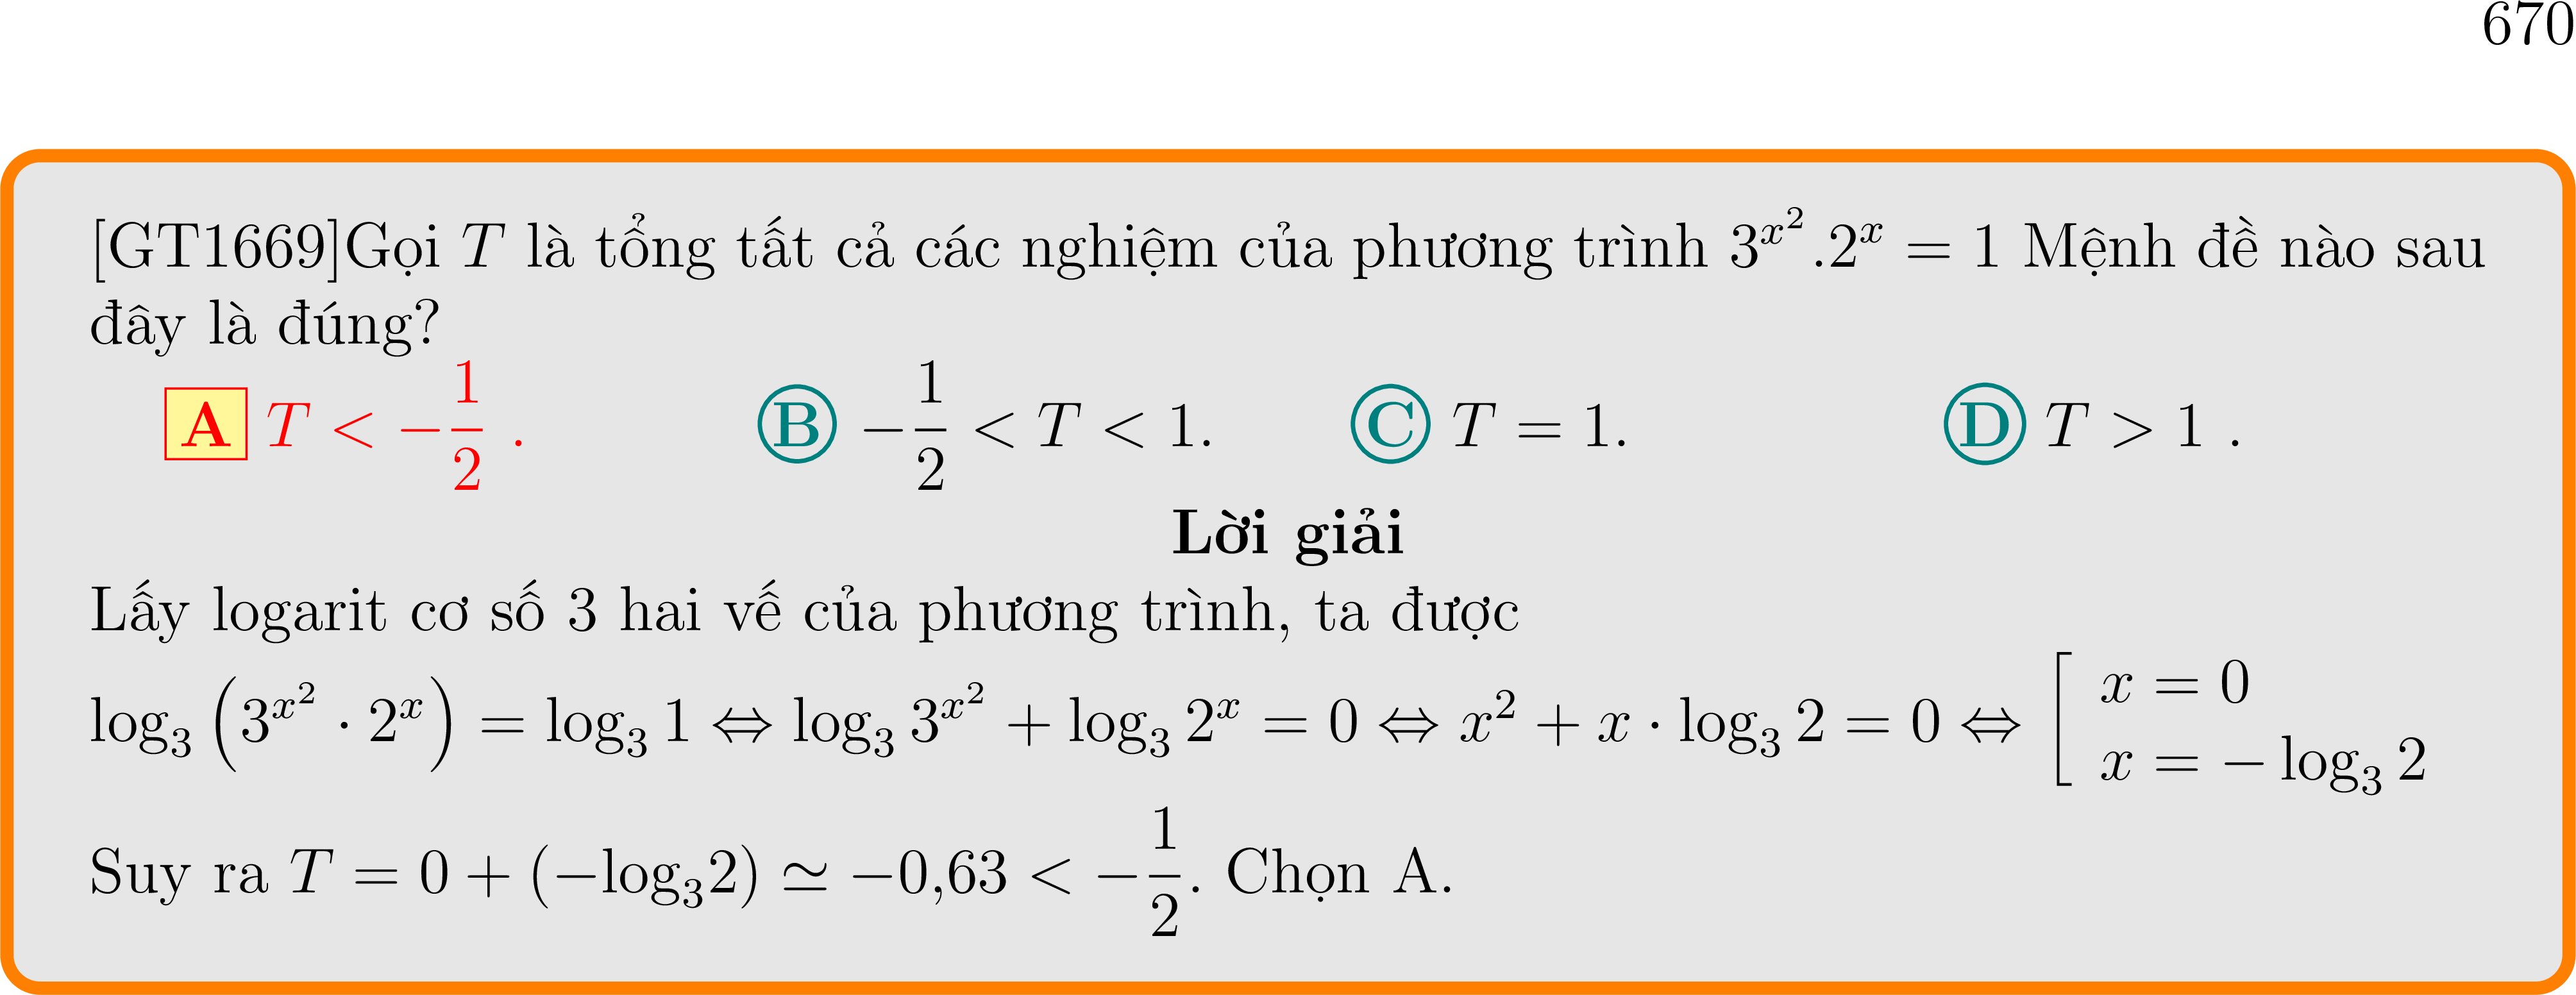 670
[GT1669]Gọi T là tổng tất cả các nghiệm của phương trình 3^{x^2}.2^x = 1 Mệnh đề nào sau
đây là đúng?
A T < −\frac{1}{2} . B −\frac{1}{2} < T < 1. C T = 1. D T > 1 .
Lời giải
Lấy logarit cơ số 3 hai vế của phương trình, ta được
\log_3 \left(3^{x^2} \cdot 2^x\right) = \log_3 1 ⇔ \log_3 3^{x^2} + \log_3 2^x = 0 ⇔ x^2 + x \cdot \log_3 2 = 0 ⇔ \left[\begin{array}{l} x = 0 \\ x = −\log_3 2 \end{array}\right.
Suy ra T = 0 + (−\log_3 2) ≃ −0,63 < −\frac{1}{2}. Chọn A.